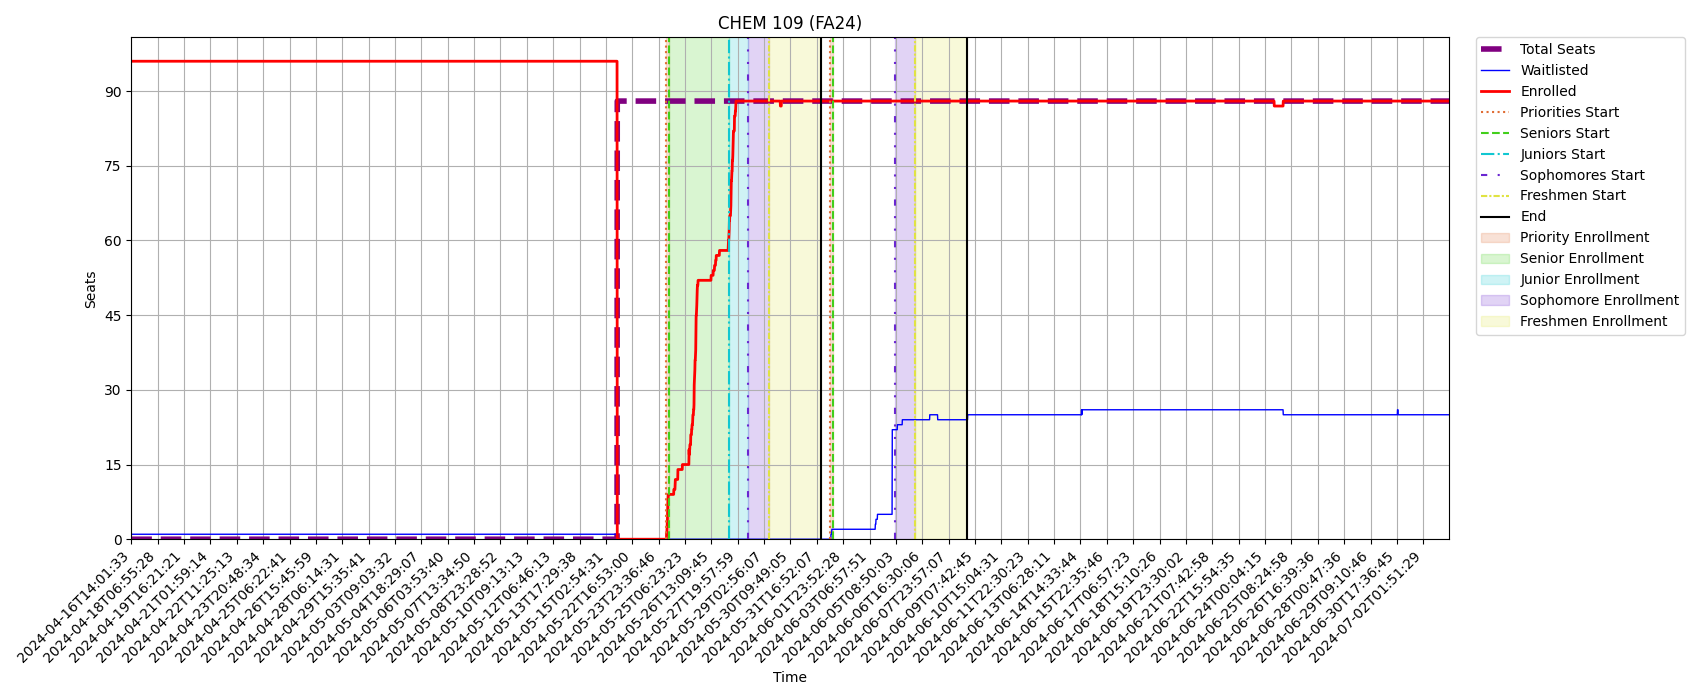 CHEM 109 (FA24)
Total Seats
Waitlisted
Enrolled
Priorities Start
Seniors Start
Juniors Start
Sophomores Start
Freshmen Start
End
Priority Enrollment
Senior Enrollment
Junior Enrollment
Sophomore Enrollment
Freshmen Enrollment
Seats
90
75
60
45
30
15
0
2024-04-16T14:01:33
2024-04-18T06:55:28
2024-04-19T16:21:21
2024-04-21T01:59:14
2024-04-22T11:25:13
2024-04-23T20:48:34
2024-04-25T06:22:41
2024-04-26T15:45:59
2024-04-28T06:14:31
2024-04-29T15:35:41
2024-05-03T09:03:32
2024-05-04T18:29:07
2024-05-06T03:53:40
2024-05-07T13:34:50
2024-05-08T23:28:52
2024-05-10T09:13:13
2024-05-12T06:46:13
2024-05-13T17:29:38
2024-05-15T02:54:31
2024-05-22T16:53:00
2024-05-23T23:36:46
2024-05-25T06:23:23
2024-05-26T13:09:45
2024-05-27T19:57:59
2024-05-29T02:56:07
2024-05-30T09:49:05
2024-05-31T16:52:07
2024-06-01T23:52:28
2024-06-03T06:57:51
2024-06-05T08:50:03
2024-06-06T16:30:06
2024-06-07T23:57:07
2024-06-09T07:42:45
2024-06-10T15:04:31
2024-06-11T22:30:23
2024-06-13T06:28:11
2024-06-14T14:33:44
2024-06-15T22:35:46
2024-06-17T06:57:23
2024-06-18T15:10:26
2024-06-19T23:30:02
2024-06-21T07:42:58
2024-06-22T15:54:35
2024-06-24T00:04:15
2024-06-25T08:24:58
2024-06-26T16:39:36
2024-06-28T00:47:36
2024-06-29T09:10:46
2024-06-30T17:36:45
2024-07-02T01:51:29
Time